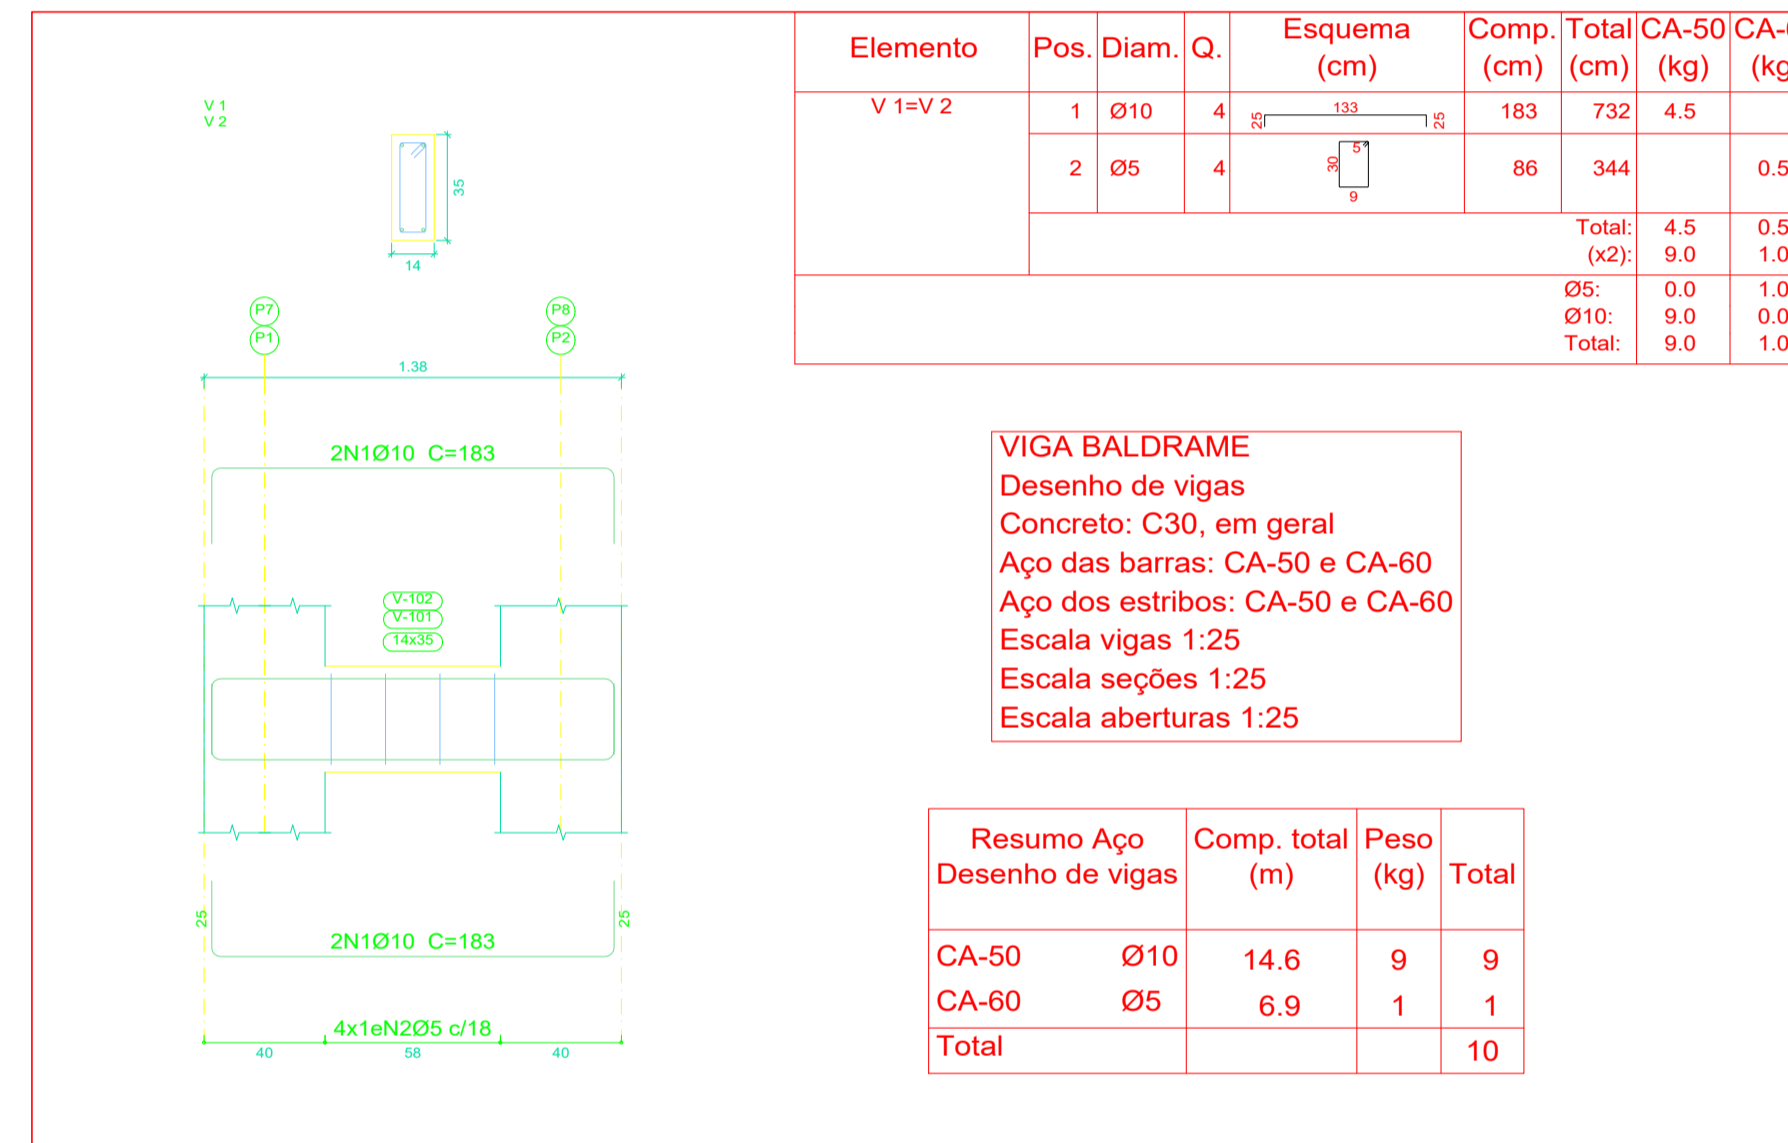 V 1
V 2
35
14
P7
P8
P1
P2
1.38
2N1Ø10 C=183
V-102
V-101
14x35
25
25
2N1Ø10 C=183
4x1eN2Ø5 c/18
40
58
40
Elemento Pos. Diam. Q. Esquema (cm) Comp. (cm) Total (cm) CA-50 (kg)
V 1=V 2 1 Ø10 4 25 133 25 183 732 4.5
2 Ø5 4 30 5 9 86 344 0.5
Total: 4.5 0.5
(x2): 9.0 1.0
Ø5: 0.0 1.0
Ø10: 9.0 0.0
Total: 9.0 1.0
VIGA BALDRAME
Desenho de vigas
Concreto: C30, em geral
Aço das barras: CA-50 e CA-60
Aço dos estribos: CA-50 e CA-60
Escala vigas 1:25
Escala seções 1:25
Escala aberturas 1:25
Resumo Aço Comp. total Peso
Desenho de vigas (m) (kg) Total
CA-50 Ø10 14.6 9 9
CA-60 Ø5 6.9 1 1
Total 10